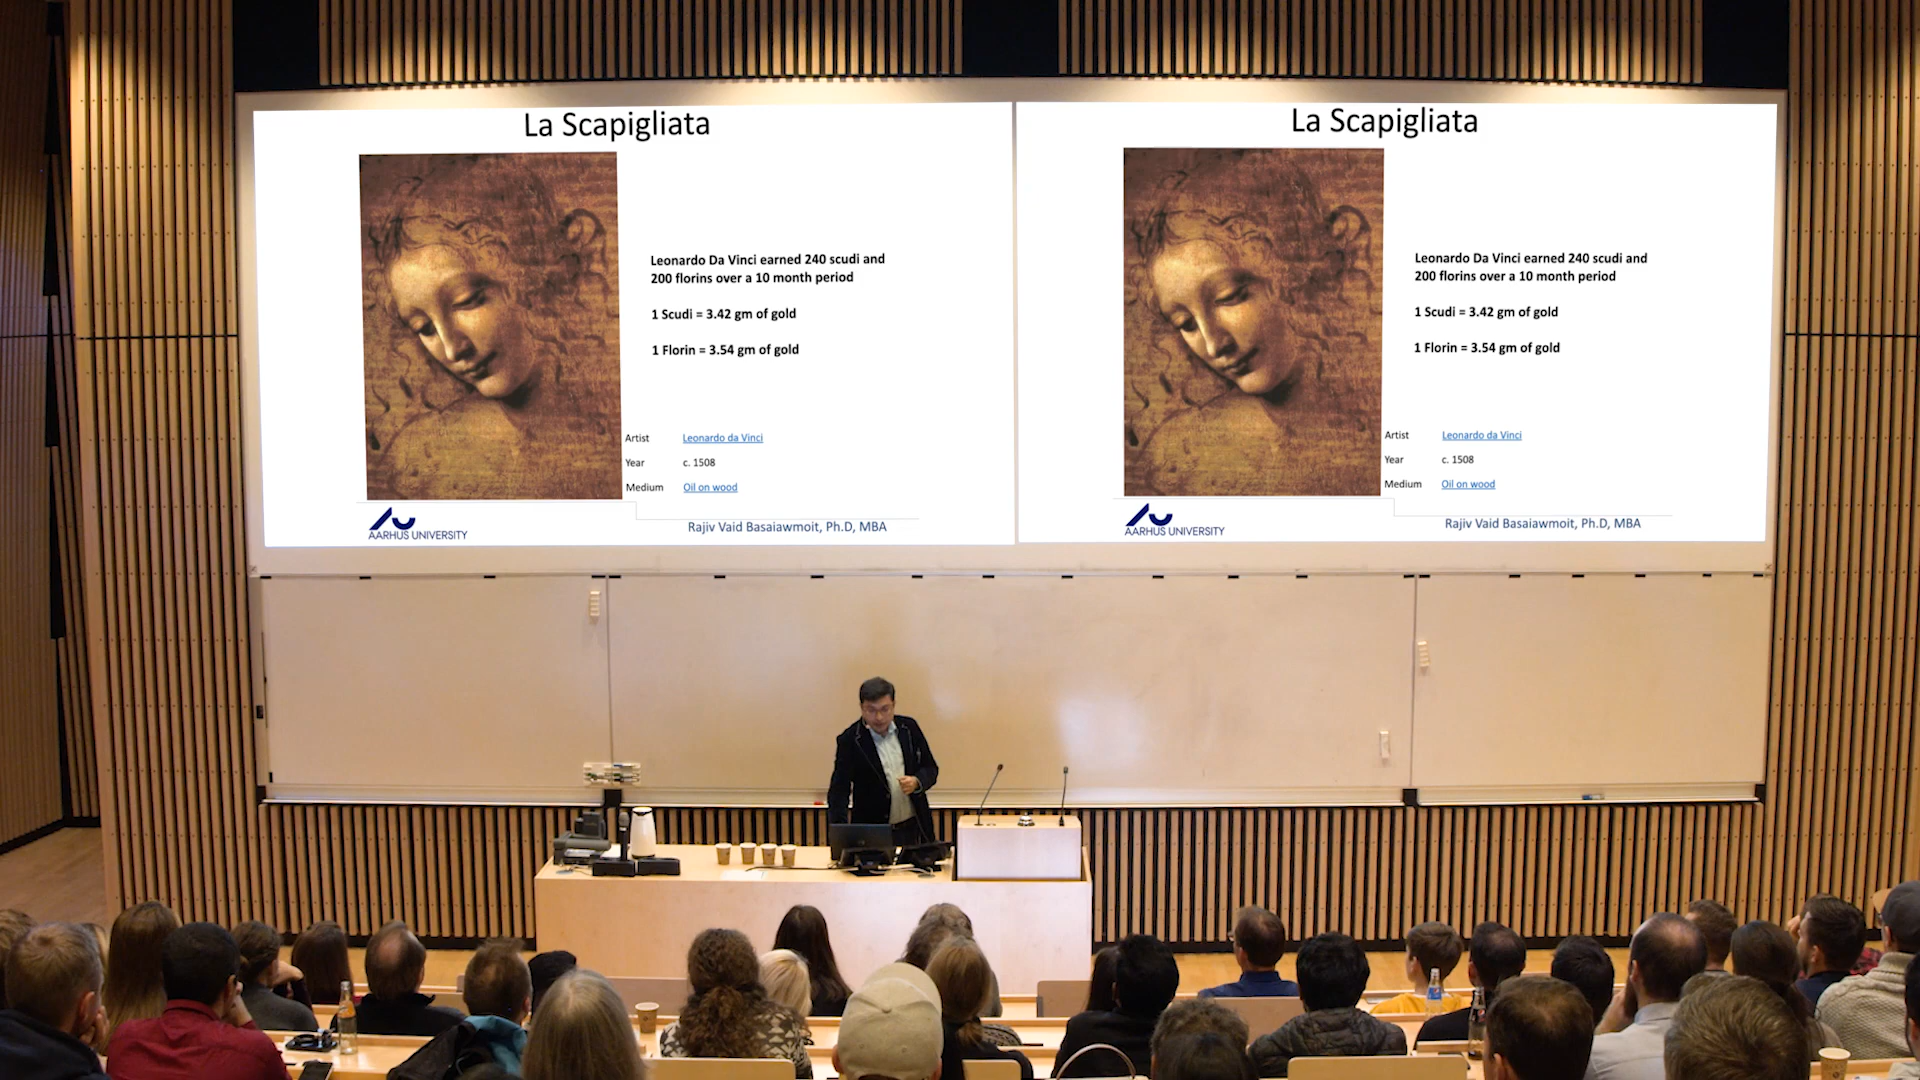 La Scapigliata
Leonardo Da Vinci earned 240 scudi and
200 florins over a 10 month period
1 Scudi = 3.42 gm of gold
1 Florin = 3.54 gm of gold
Artist Leonardo da Vinci
Year c. 1508
Medium Oil on wood
AARHUS UNIVERSITY
Rajiv Vaid Basaiawmoit, Ph.D, MBA
La Scapigliata
Leonardo Da Vinci earned 240 scudi and
200 florins over a 10 month period
1 Scudi = 3.42 gm of gold
1 Florin = 3.54 gm of gold
Artist Leonardo da Vinci
Year c. 1508
Medium Oil on wood
AARHUS UNIVERSITY
Rajiv Vaid Basaiawmoit, Ph.D, MBA